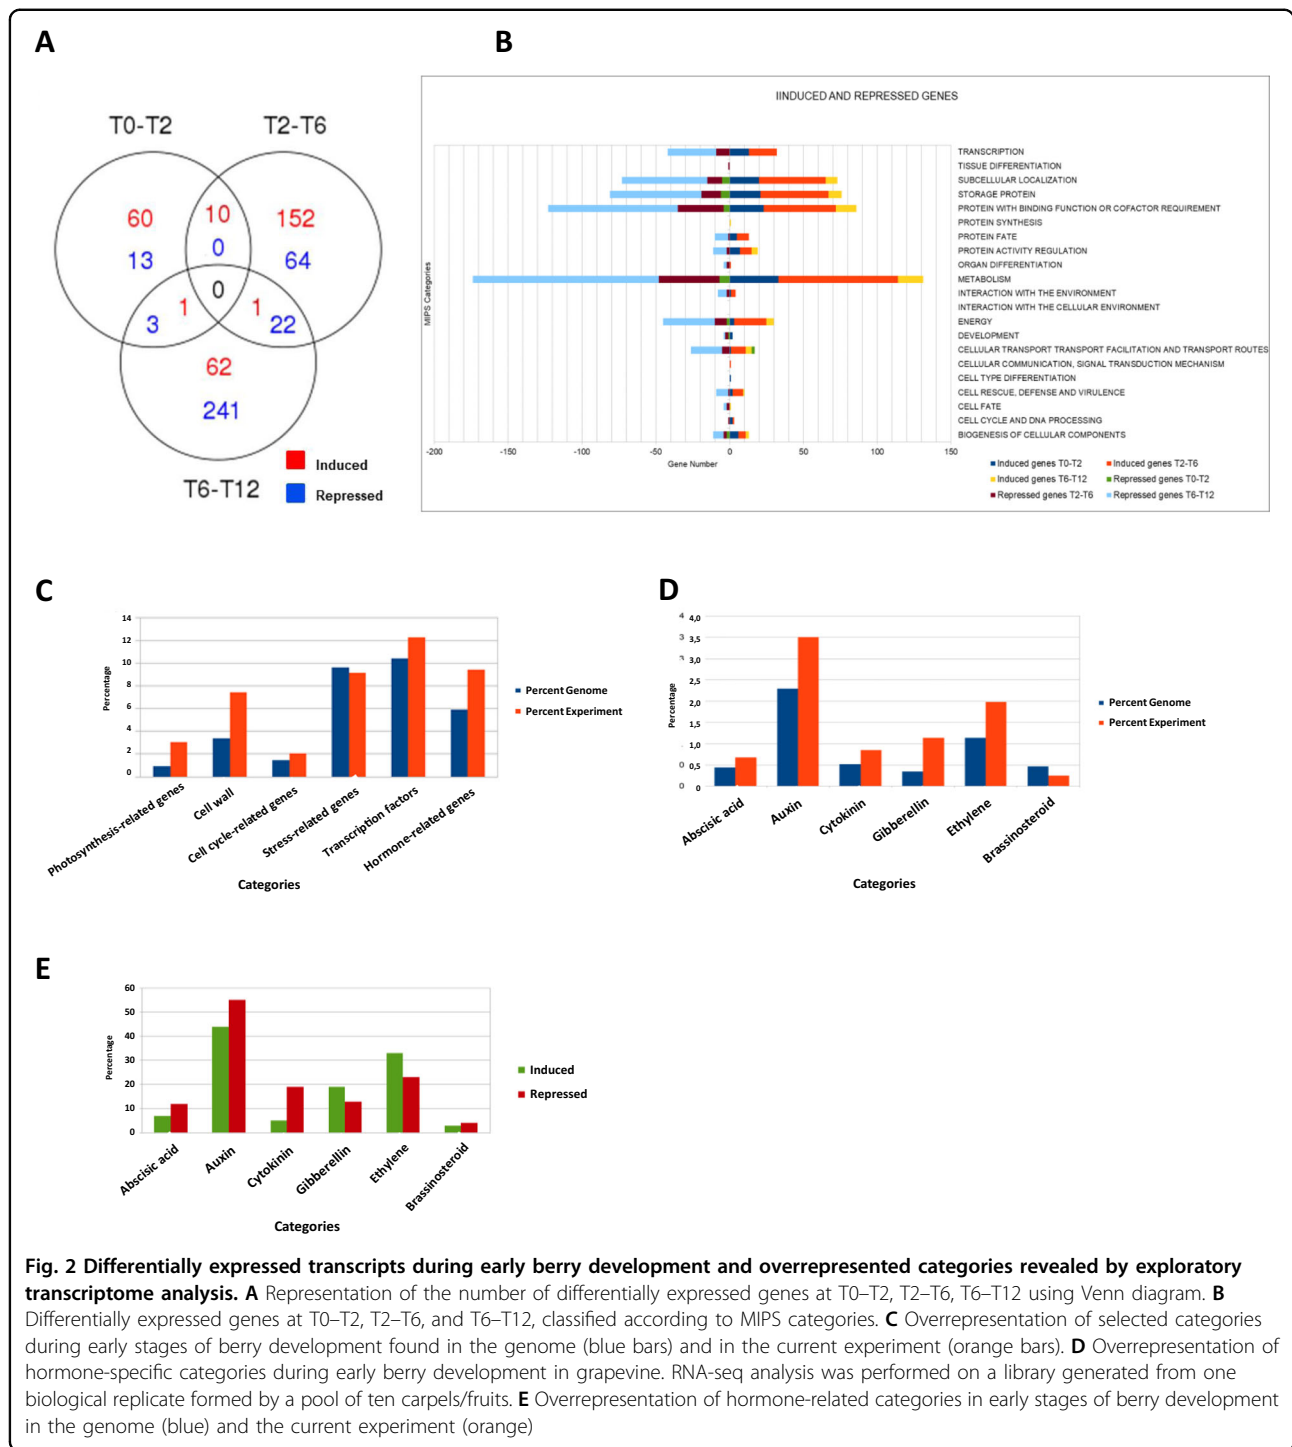 A
T0-T2
T2-T6
60
10
152
13
0
64
0
1
1
3
22
62
241
T6-T12
Induced
Repressed
B
IINDUCED AND REPRESSED GENES
MIPS Categories
TRANSCRIPTION
TISSUE DIFFERENTIATION
SUBCELLULAR LOCALIZATION
STORAGE PROTEIN
PROTEIN WITH BINDING FUNCTION OR COFACTOR REQUIREMENT
PROTEIN SYNTHESIS
PROTEIN FATE
PROTEIN ACTIVITY REGULATION
ORGAN DIFFERENTIATION
METABOLISM
INTERACTION WITH THE ENVIRONMENT
INTERACTION WITH THE CELLULAR ENVIRONMENT
ENERGY
DEVELOPMENT
CELLULAR TRANSPORT TRANSPORT FACILITATION AND TRANSPORT ROUTES
CELLULAR COMMUNICATION, SIGNAL TRANSDUCTION MECHANISM
CELL TYPE DIFFERENTIATION
CELL RESCUE, DEFENSE AND VIRULENCE
CELL FATE
CELL CYCLE AND DNA PROCESSING
BIOGENESIS OF CELLULAR COMPONENTS
-200 -150 -100 -50 0 50 100 150
Gene Number
Induced genes T0-T2 Induced genes T2-T6
Induced genes T6-T12 Repressed genes T0-T2
Repressed genes T2-T6 Repressed genes T6-T12
C
Percentage
14
12
10
8
6
4
2
0
Photosynthesis-related genes
Cell wall
Cell cycle-related genes
Stress-related genes
Transcription factors
Hormone-related genes
Categories
Percent Genome
Percent Experiment
D
Percentage
4 4,0
3 3,5
3 3,0
2,5
2,0
1,5
1,0
0 0,5
0 0
Abscisic acid
Auxin
Cytokinin
Gibberellin
Ethylene
Brassinosteroid
Categories
Percent Genome
Percent Experiment
E
Percentage
60
50
40
30
20
10
0
Abscisic acid
Auxin
Cytokinin
Gibberellin
Ethylene
Brassinosteroid
Categories
Induced
Repressed
Fig. 2 Differentially expressed transcripts during early berry development and overrepresented categories revealed by exploratory
transcriptome analysis. A Representation of the number of differentially expressed genes at T0–T2, T2–T6, T6–T12 using Venn diagram. B
Differentially expressed genes at T0–T2, T2–T6, and T6–T12, classified according to MIPS categories. C Overrepresentation of selected categories
during early stages of berry development found in the genome (blue bars) and in the current experiment (orange bars). D Overrepresentation of
hormone-specific categories during early berry development in grapevine. RNA-seq analysis was performed on a library generated from one
biological replicate formed by a pool of ten carpels/fruits. E Overrepresentation of hormone-related categories in early stages of berry development
in the genome (blue) and the current experiment (orange)